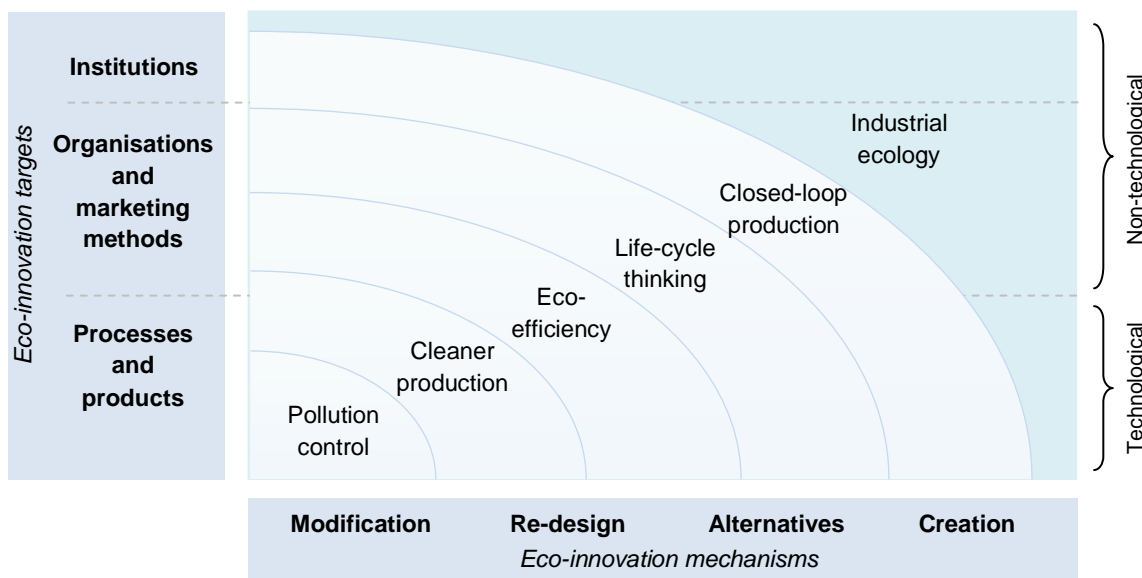 Eco-innovation targets
Institutions
Organisations
and
marketing
methods
Processes
and
products
Industrial
ecology
Closed-loop
production
Life-cycle
thinking
Eco-
efficiency
Cleaner
production
Pollution
control
Non-technological
Technological
Modification
Re-design
Alternatives
Creation
Eco-innovation mechanisms